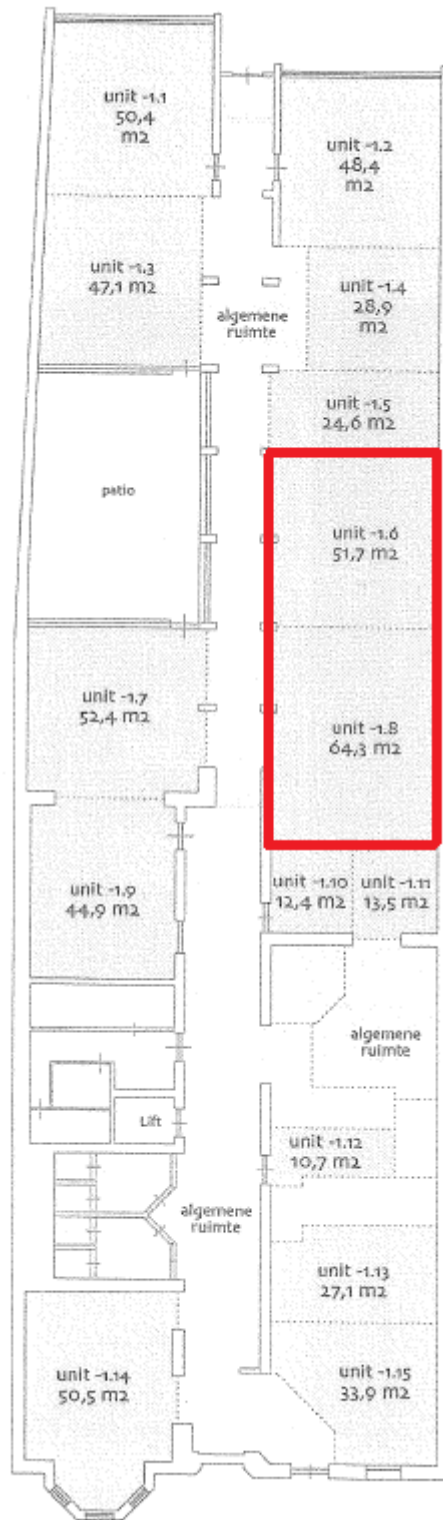 unit -1.1
50,4
m2
unit -1.2
48,4
m2
unit -1.3
47,1 m2
unit -1.4
28,9
m2
algemene
ruimte
unit -1.5
24,6 m2
patio
unit -1.6
51,7 m2
unit -1.7
52,4 m2
unit -1.8
64,3 m2
unit -1.9
44,9 m2
unit -1.10
12,4 m2
unit -1.11
13,5 m2
algemene
ruimte
Lift
unit -1.12
10,7 m2
algemene
ruimte
unit -1.13
27,1 m2
unit -1.14
50,5 m2
unit -1.15
33,9 m2